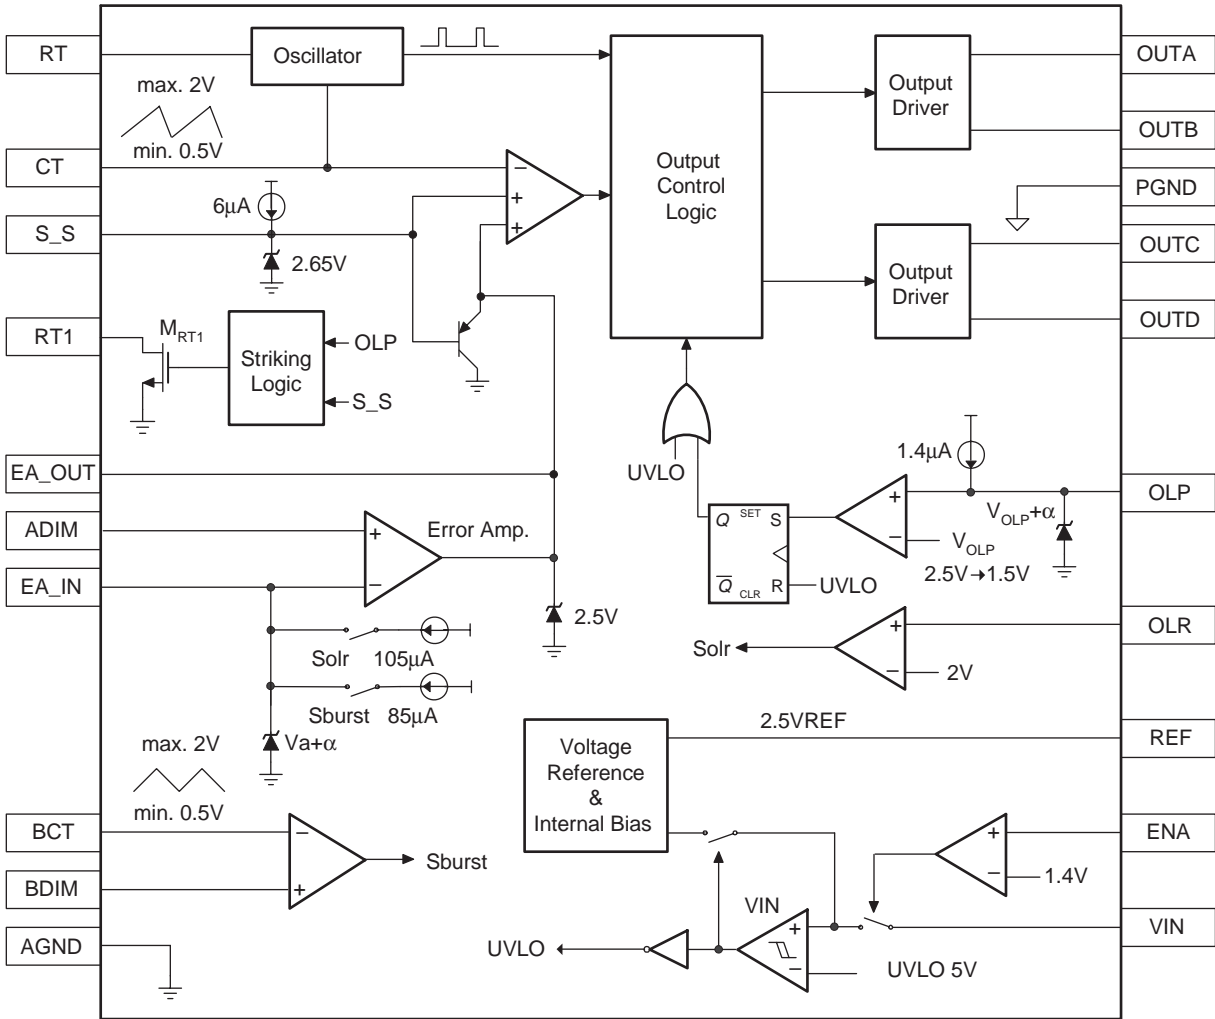 RT
Oscillator
max. 2V
min. 0.5V
CT
6μA
S_S
2.65V
−
+
+
Output
Control
Logic
Output
Driver
OUTA
OUTB
PGND
OUTC
Output
Driver
OUTD
RT1
MRT1
Striking
Logic
OLP
S_S
UVLO
EA_OUT
ADIM
EA_IN
+
−
Error Amp.
2.5V
Solr 105μA
Sburst 85μA
Va+α
Q SET S
Q̅ CLR R
UVLO
1.4μA
+
−
VOLP
2.5V→1.5V
VOLP+α
OLP
Solr
+
−
2V
OLR
max. 2V
min. 0.5V
BCT
BDIM
−
+
Sburst
AGND
Voltage
Reference
&
Internal Bias
2.5VREF
REF
ENA
+
−
1.4V
VIN
VIN
+
−
UVLO 5V
UVLO